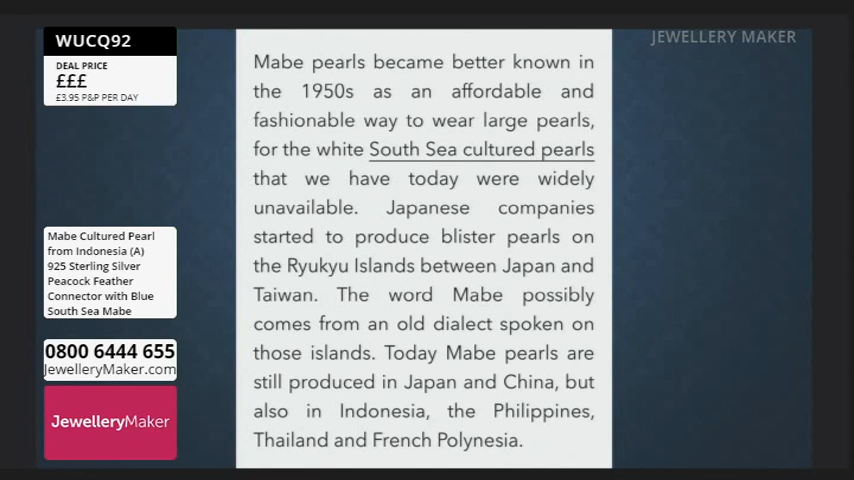 WUCQ92
DEAL PRICE
£££
£3.95 P&P PER DAY
Mabe Cultured Pearl
from Indonesia (A)
925 Sterling Silver
Peacock Feather
Connector with Blue
South Sea Mabe
0800 6444 655
JewelleryMaker.com
JewelleryMaker
JEWELLERY MAKER
Mabe pearls became better known in
the 1950s as an affordable and
fashionable way to wear large pearls,
for the white South Sea cultured pearls
that we have today were widely
unavailable. Japanese companies
started to produce blister pearls on
the Ryukyu Islands between Japan and
Taiwan. The word Mabe possibly
comes from an old dialect spoken on
those islands. Today Mabe pearls are
still produced in Japan and China, but
also in Indonesia, the Philippines,
Thailand and French Polynesia.